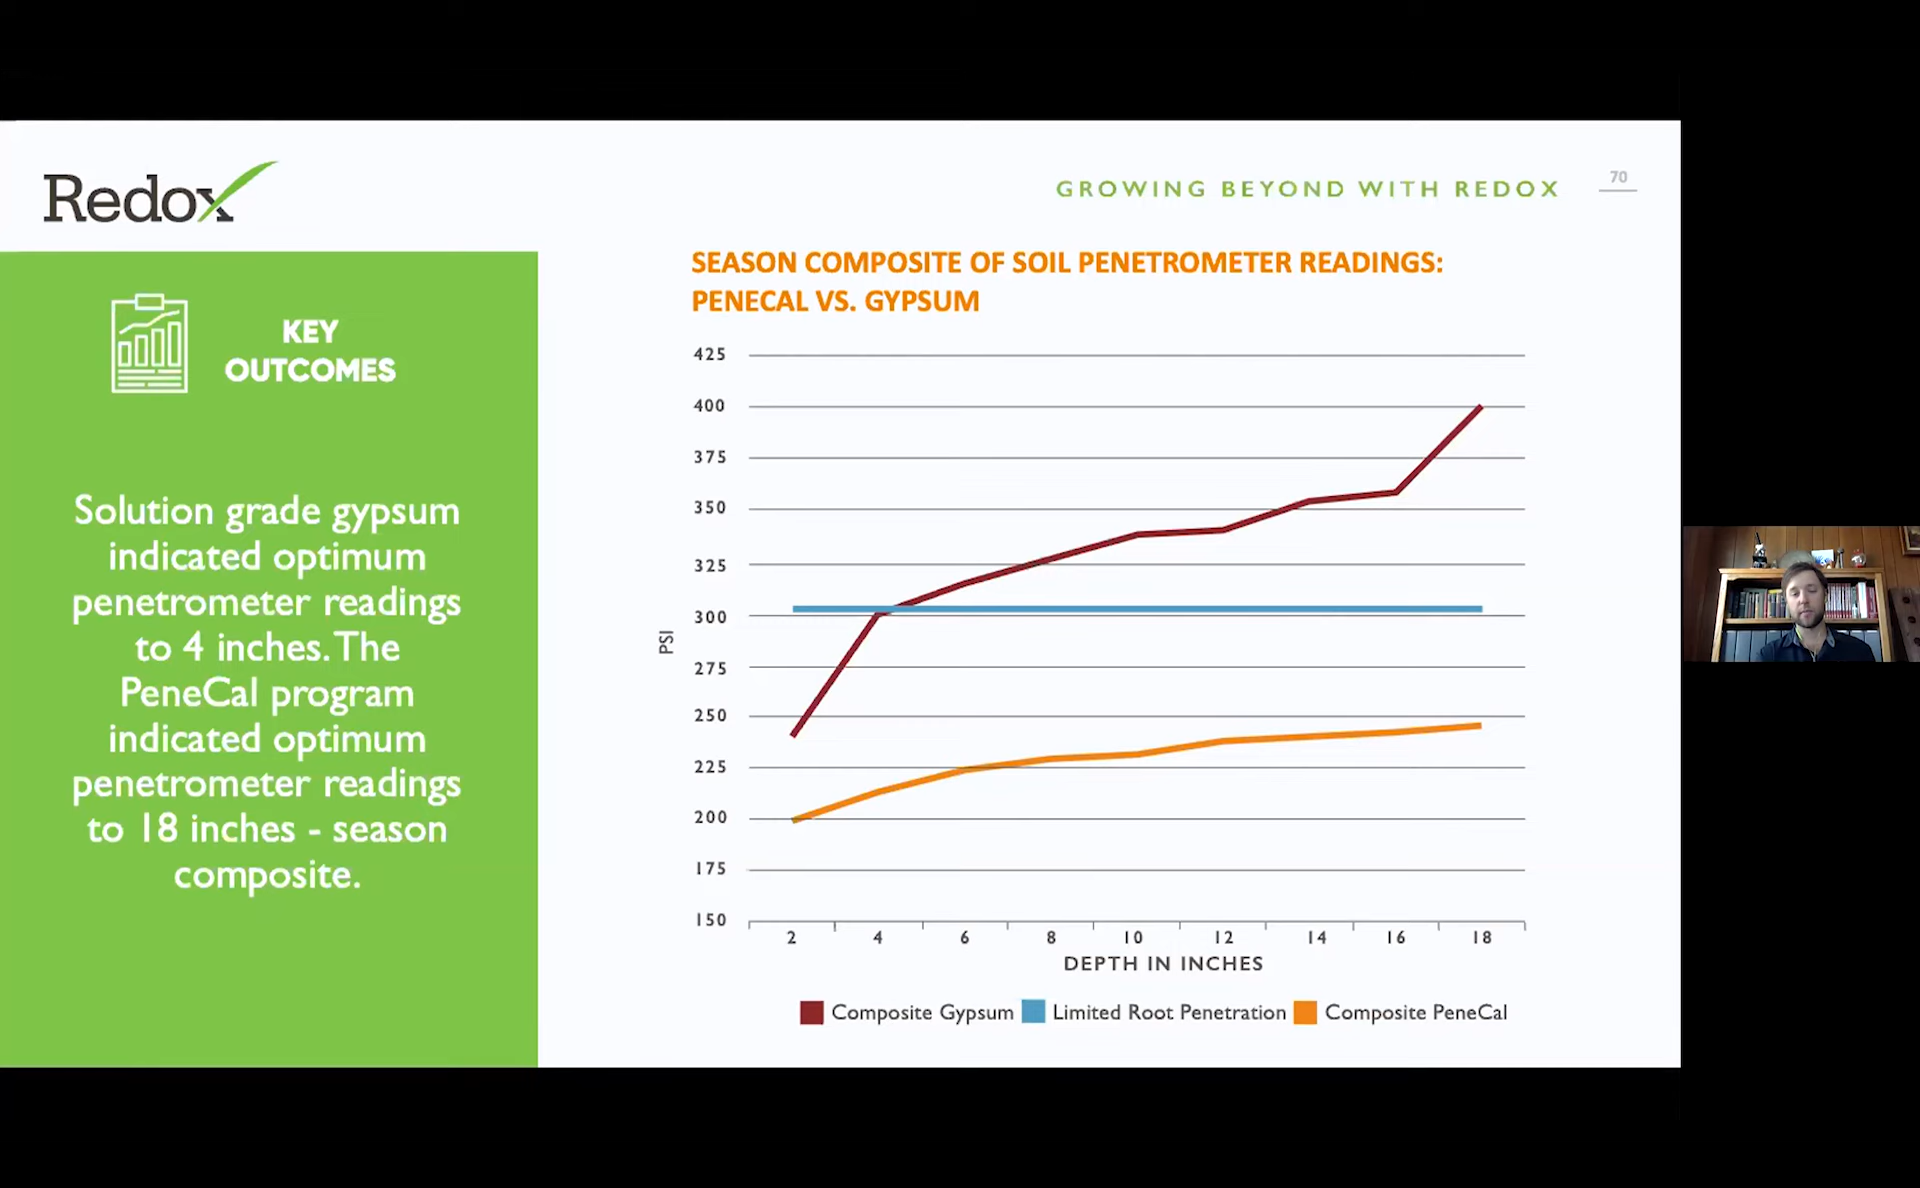 Redox
GROWING BEYOND WITH REDOX
70
KEY
OUTCOMES
Solution grade gypsum
indicated optimum
penetrometer readings
to 4 inches. The
PeneCal program
indicated optimum
penetrometer readings
to 18 inches - season
composite.
SEASON COMPOSITE OF SOIL PENETROMETER READINGS:
PENECAL VS. GYPSUM
425
400
375
350
325
300
275
250
225
200
175
150
PSI
2 4 6 8 10 12 14 16 18
DEPTH IN INCHES
Composite Gypsum Limited Root Penetration Composite PeneCal